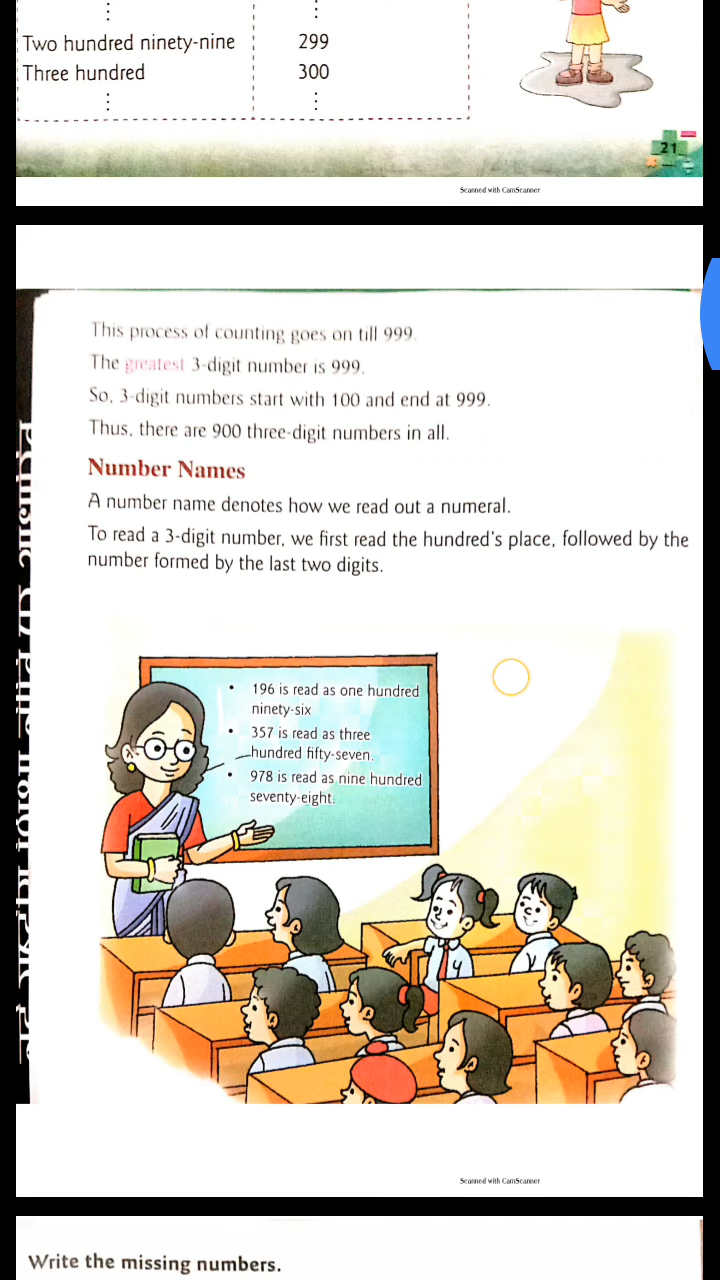 Two hundred ninety-nine 299
Three hundred 300
21
Scanned with CamScanner
This process of counting goes on till 999.
The greatest 3-digit number is 999.
So, 3-digit numbers start with 100 and end at 999.
Thus, there are 900 three-digit numbers in all.
Number Names
A number name denotes how we read out a numeral.
To read a 3-digit number, we first read the hundred's place, followed by the
number formed by the last two digits.
• 196 is read as one hundred
ninety-six
• 357 is read as three
hundred fifty-seven.
• 978 is read as nine hundred
seventy-eight.
Scanned with CamScanner
Write the missing numbers.